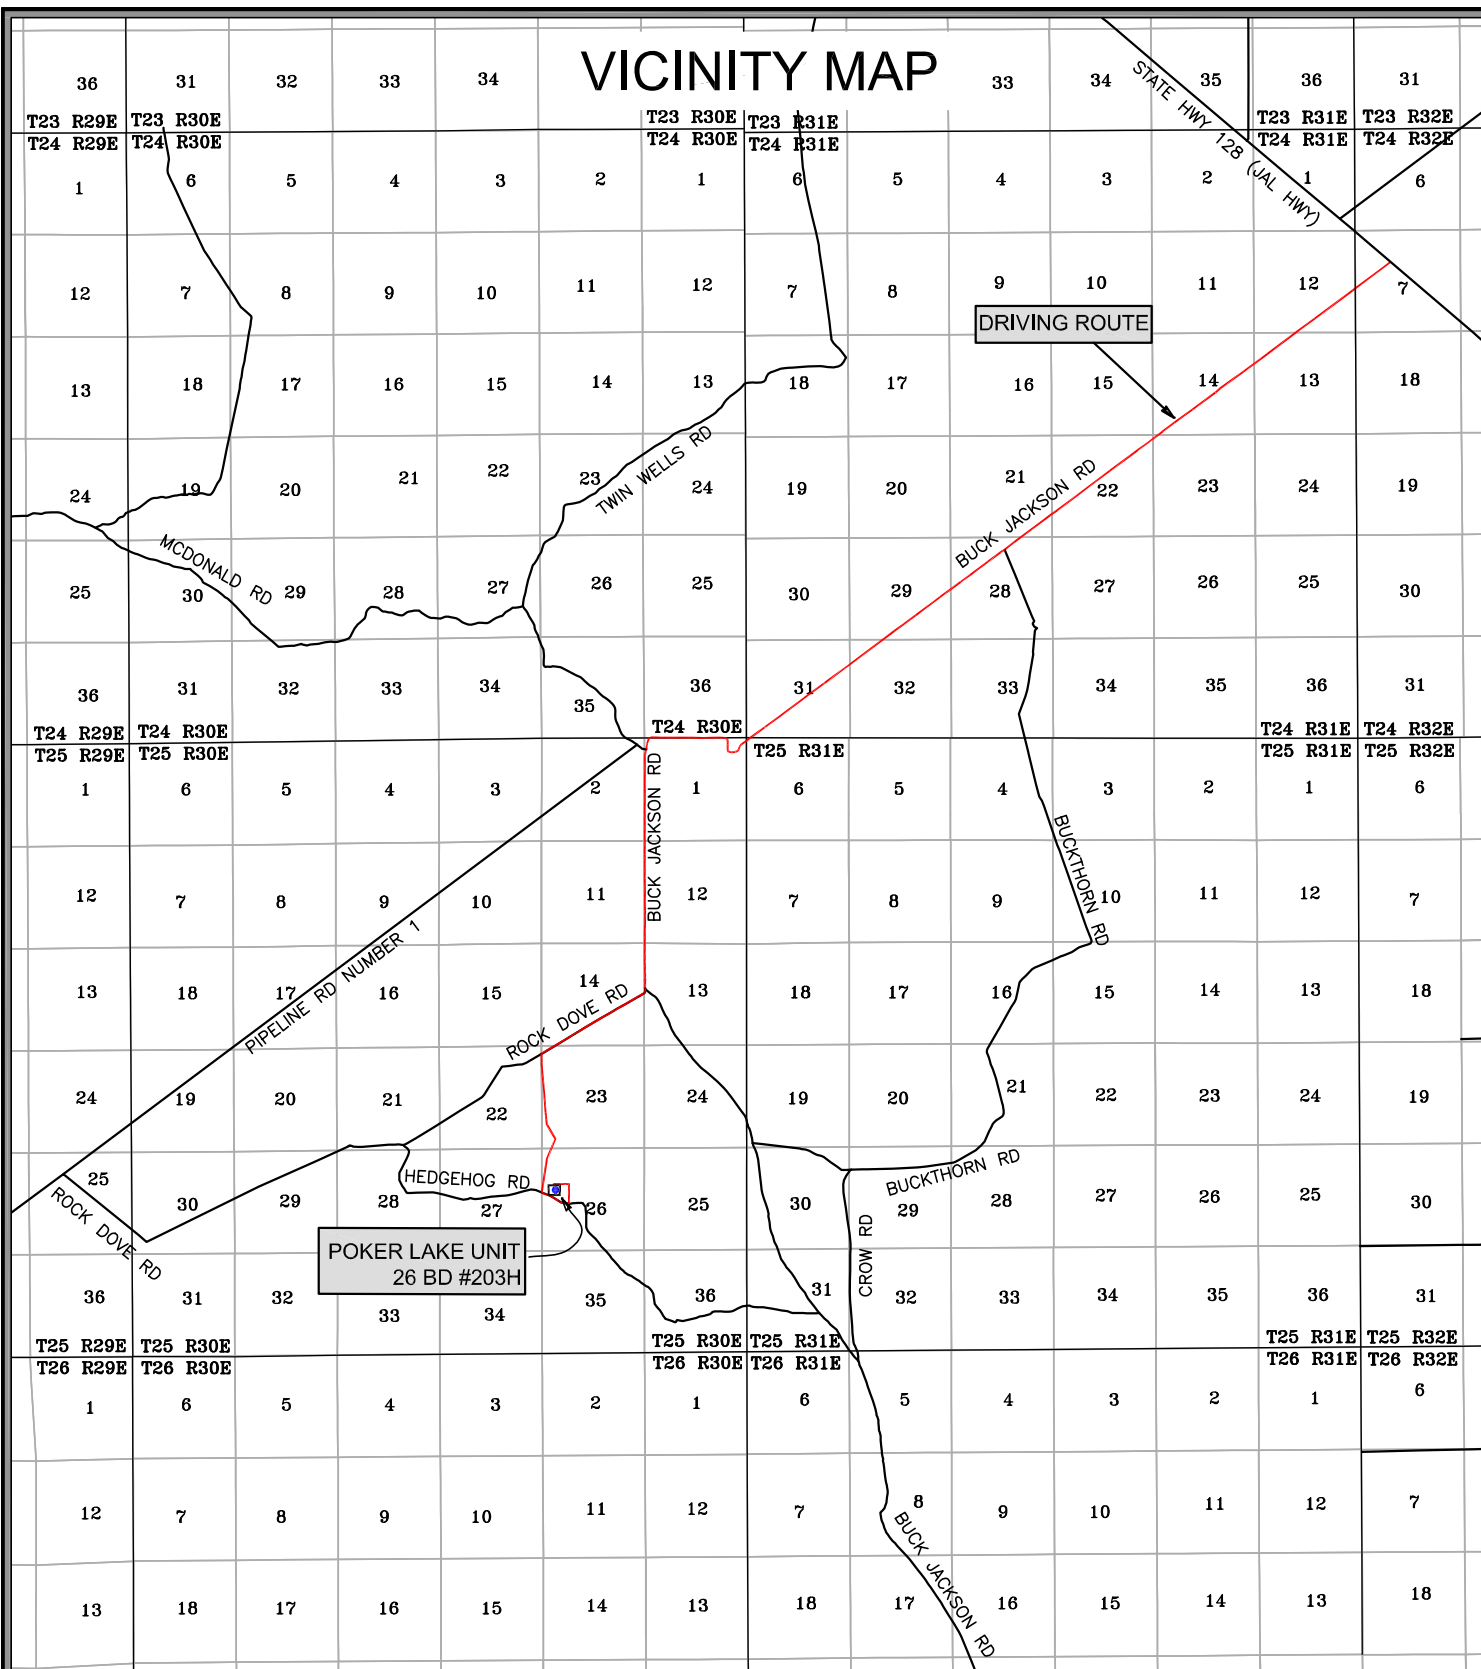 VICINITY MAP
36 31 32 33 34 33 34 35 36 31
STATE HWY 128 (JAL HWY)
T23 R29E T23 R30E T23 R30E T23 R31E T23 R31E T23 R32E
T24 R29E T24 R30E T24 R30E T24 R31E T24 R31E T24 R32E
1 6 5 4 3 2 1 6 5 4 3 2 1 6
12 7 8 9 10 11 12 7 8 9 10 11 12 7
DRIVING ROUTE
13 18 17 16 15 14 13 18 17 16 15 14 13 18
TWIN WELLS RD
BUCK JACKSON RD
24 19 20 21 22 23 24 19 20 21 22 23 24 19
MCDONALD RD
25 30 29 28 27 26 25 30 29 28 27 26 25 30
36 31 32 33 34 35 36 31 32 33 34 35 36 31
T24 R29E T24 R30E T24 R30E T24 R31E T24 R32E
T25 R29E T25 R30E T25 R31E T25 R31E T25 R32E
1 6 5 4 3 2 1 6 5 4 3 2 1 6
BUCK JACKSON RD
BUCKTHORN RD
12 7 8 9 10 11 12 7 8 9 10 11 12 7
PIPELINE RD NUMBER 1
13 18 17 16 15 14 13 18 17 16 15 14 13 18
ROCK DOVE RD
24 19 20 21 22 23 24 19 20 21 22 23 24 19
HEDGEHOG RD
BUCKTHORN RD
25 30 29 28 27 26 25 30 29 28 27 26 25 30
ROCK DOVE RD
CROW RD
POKER LAKE UNIT
26 BD #203H
36 31 32 33 34 35 36 31 32 33 34 35 36 31
T25 R29E T25 R30E T25 R30E T25 R31E T25 R31E T25 R32E
T26 R29E T26 R30E T26 R30E T26 R31E T26 R31E T26 R32E
1 6 5 4 3 2 1 6 5 4 3 2 1 6
12 7 8 9 10 11 12 7 8 9 10 11 12 7
BUCK JACKSON RD
13 18 17 16 15 14 13 18 17 16 15 14 13 18